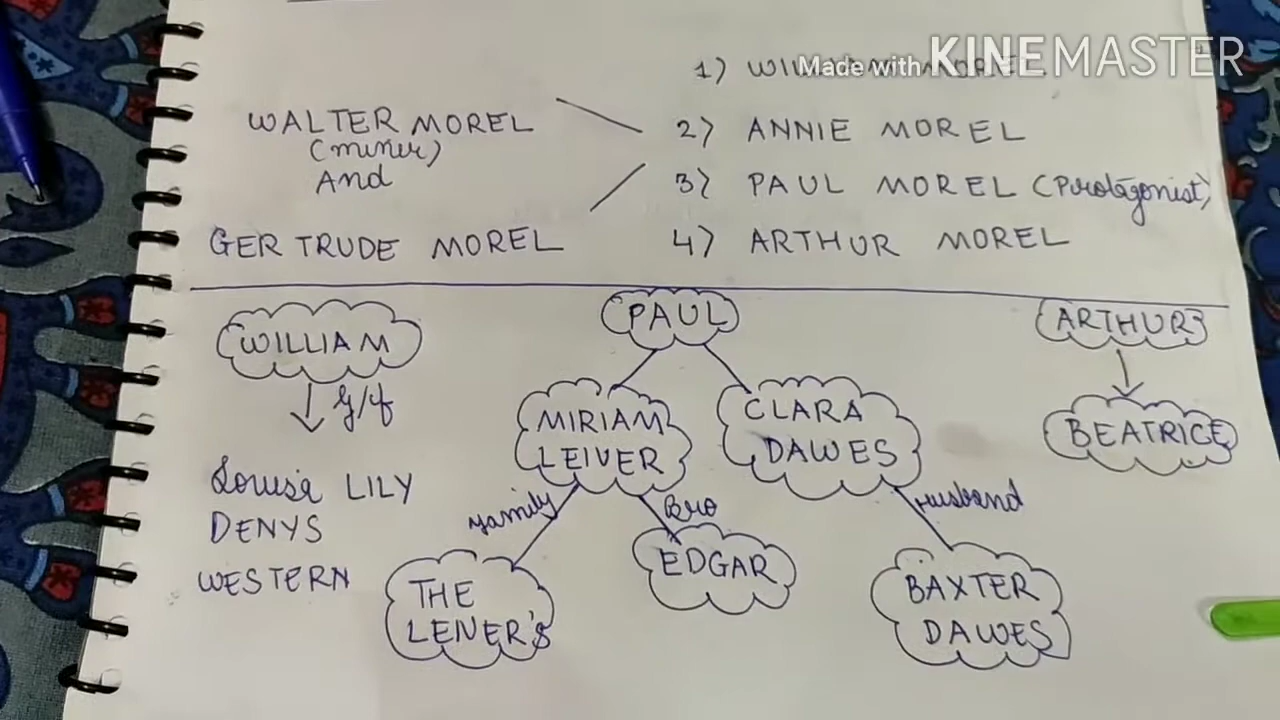 Made with KINEMASTER
1) WILLIAM MOREL
WALTER MOREL
(miner)
And
GERTRUDE MOREL
2) ANNIE MOREL
3) PAUL MOREL (Protagonist)
4) ARTHUR MOREL
WILLIAM
g/f
Louisa LILY
DENYS
WESTERN
PAUL
MIRIAM
LEIVER
CLARA
DAWES
family
Bro
husband
THE
LEIVER'S
EDGAR
BAXTER
DAWES
ARTHUR
BEATRICE